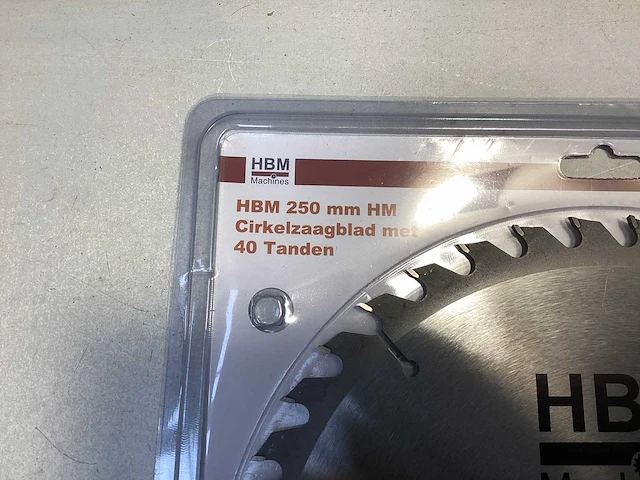 HBM
Machines
HBM 250 mm HM
Cirkelzaagblad met
40 Tanden
HB